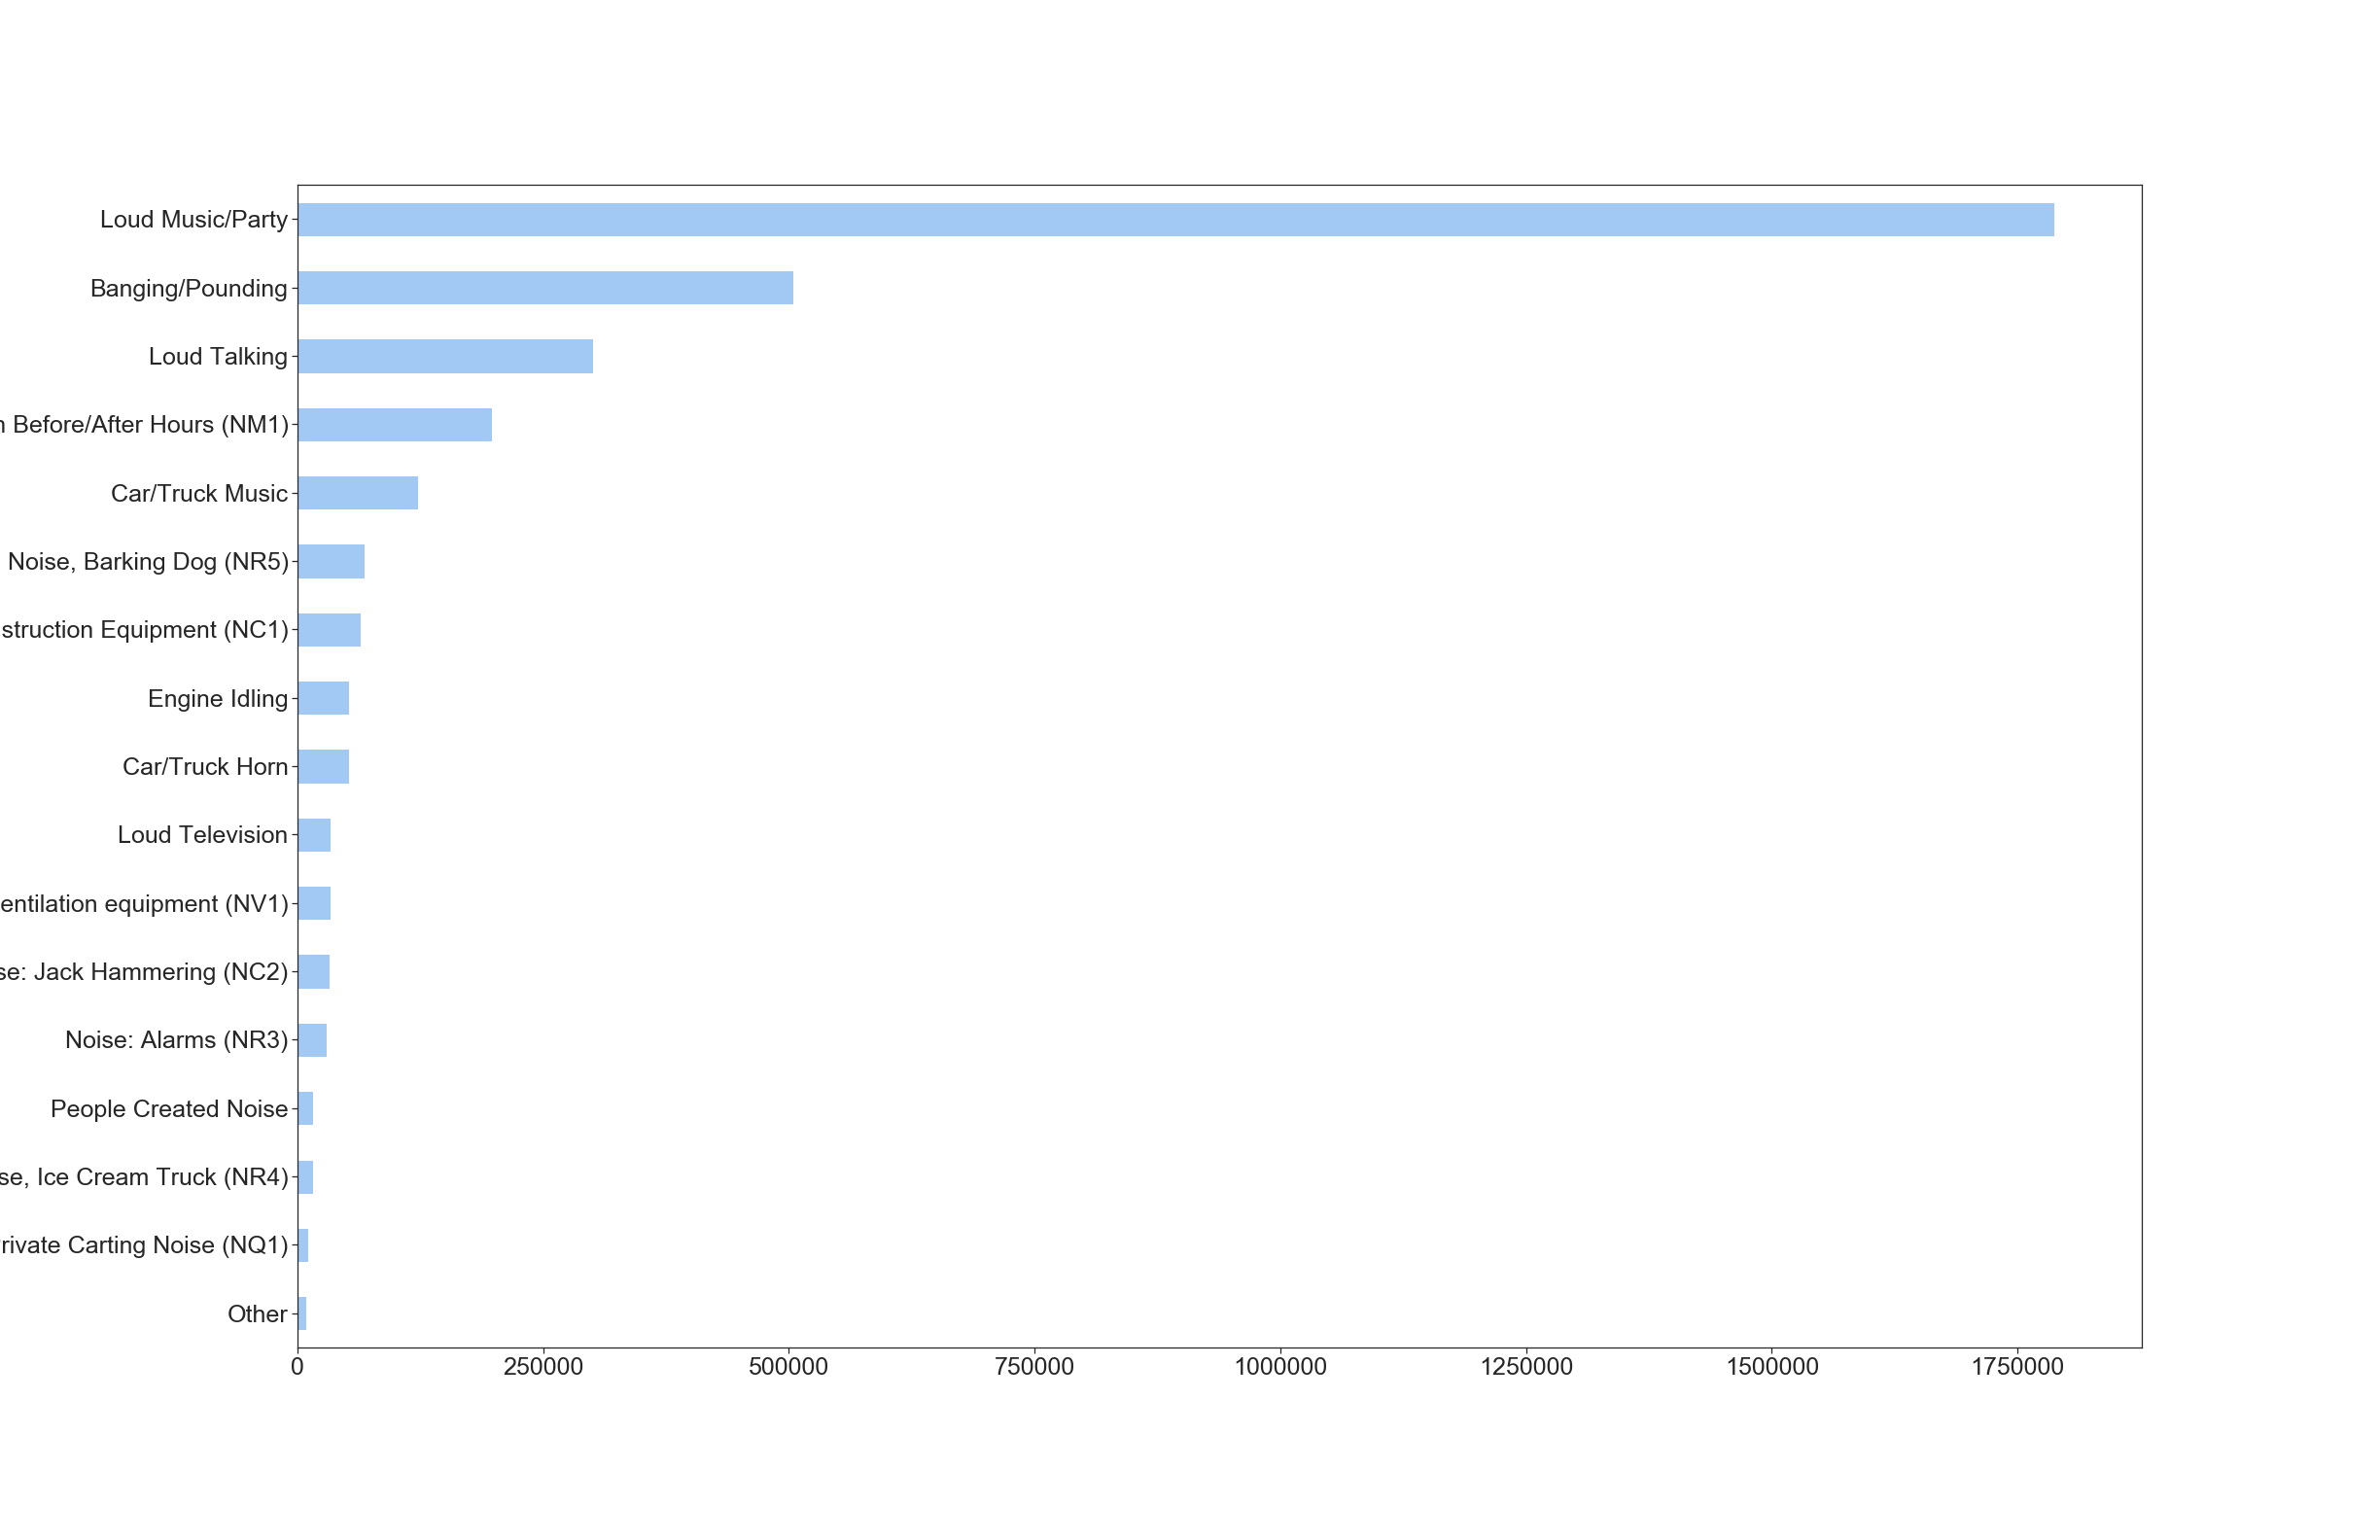 Loud Music/Party
Banging/Pounding
Loud Talking
Before/After Hours (NM1)
Car/Truck Music
Noise, Barking Dog (NR5)
struction Equipment (NC1)
Engine Idling
Car/Truck Horn
Loud Television
entilation equipment (NV1)
se: Jack Hammering (NC2)
Noise: Alarms (NR3)
People Created Noise
se, Ice Cream Truck (NR4)
rivate Carting Noise (NQ1)
Other
0 250000 500000 750000 1000000 1250000 1500000 1750000